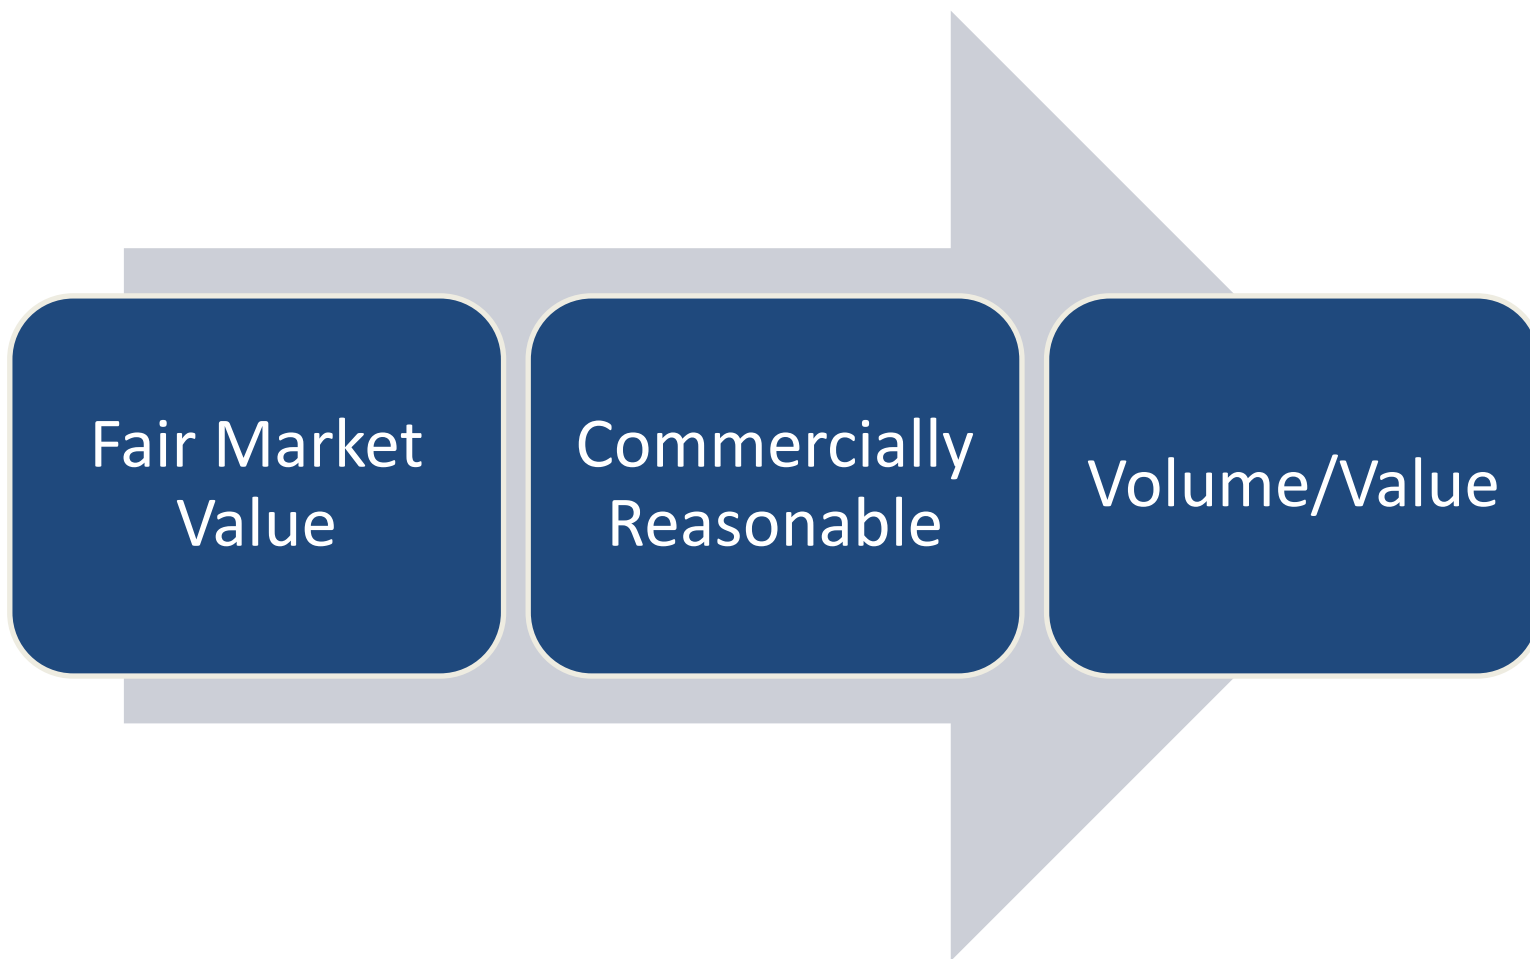 Fair Market
Value
Commercially
Reasonable
Volume/Value